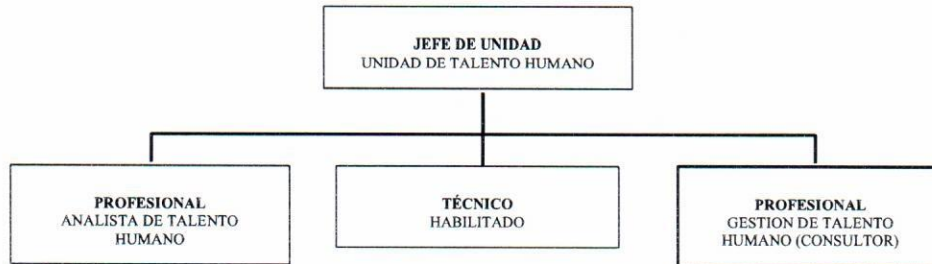 JEFE DE UNIDAD
UNIDAD DE TALENTO HUMANO
PROFESIONAL
ANALISTA DE TALENTO
HUMANO
TÉCNICO
HABILITADO
PROFESIONAL
GESTION DE TALENTO
HUMANO (CONSULTOR)